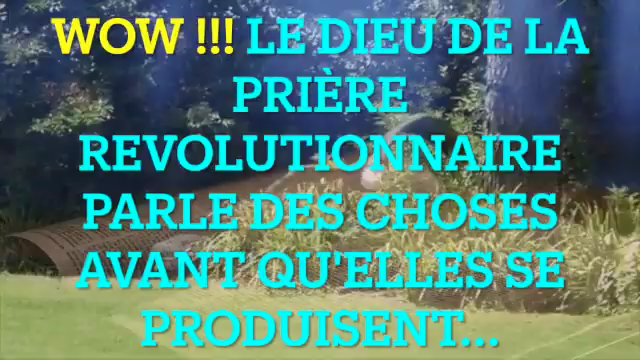 WOW !!! LE DIEU DE LA
PRIÈRE
REVOLUTIONNAIRE
PARLE DES CHOSES
AVANT QU'ELLES SE
PRODUISENT...